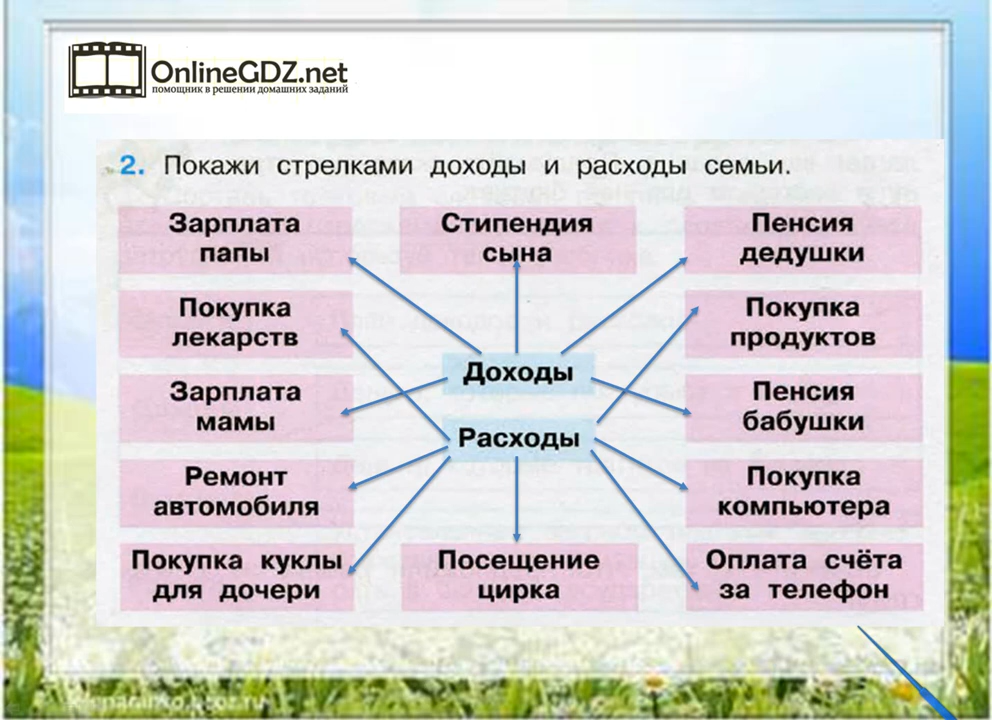 OnlineGDZ.net
помощник в решении домашних заданий
2. Покажи стрелками доходы и расходы семьи.
Зарплата
папы
Стипендия
сына
Пенсия
дедушки
Покупка
лекарств
Покупка
продуктов
Доходы
Зарплата
мамы
Пенсия
бабушки
Расходы
Ремонт
автомобиля
Покупка
компьютера
Покупка куклы
для дочери
Посещение
цирка
Оплата счёта
за телефон